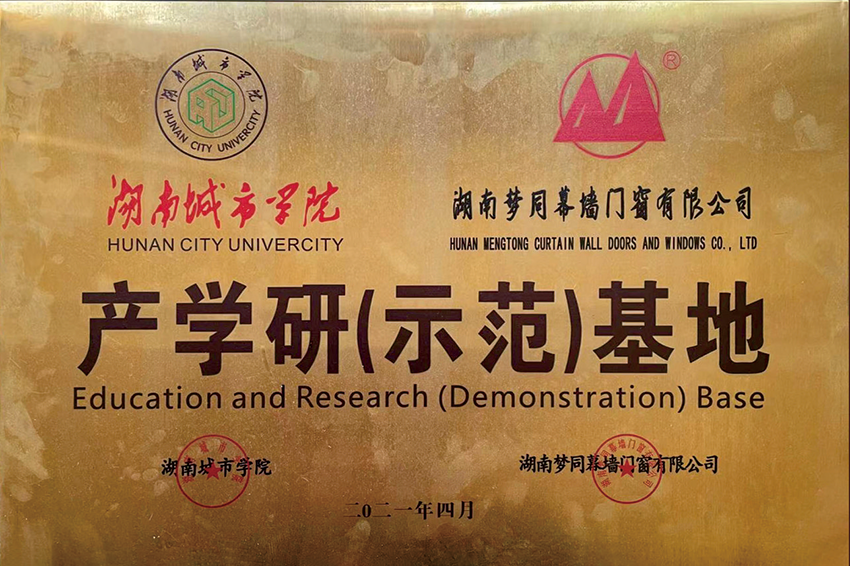 湖南城市学院
HUNAN CITY UNIVERCITY
®
湖南城市学院
HUNAN CITY UNIVERCITY
湖南梦同幕墙门窗有限公司
HUNAN MENGTONG CURTAIN WALL DOORS AND WINDOWS CO., LTD
产学研(示范)基地
Education and Research (Demonstration) Base
湖南城市学院
湖南梦同幕墙门窗有限公司
二〇二一年四月